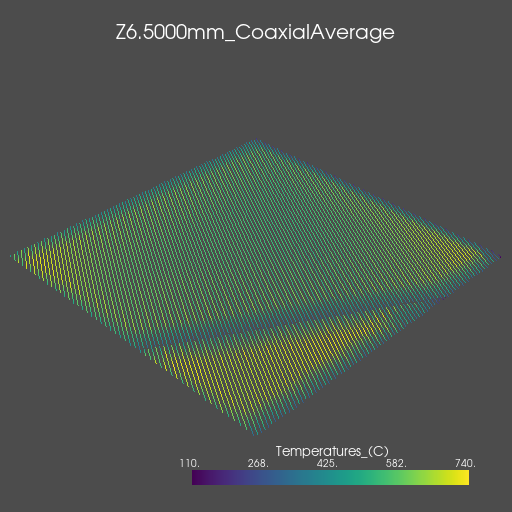 Z6.5000mm_CoaxialAverage
Temperatures_(C)
110. 268. 425. 582. 740.